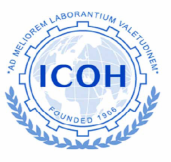 "AD MELIOREM LABORANTIUM VALETUDINEM"
ICOH
FOUNDED 1906